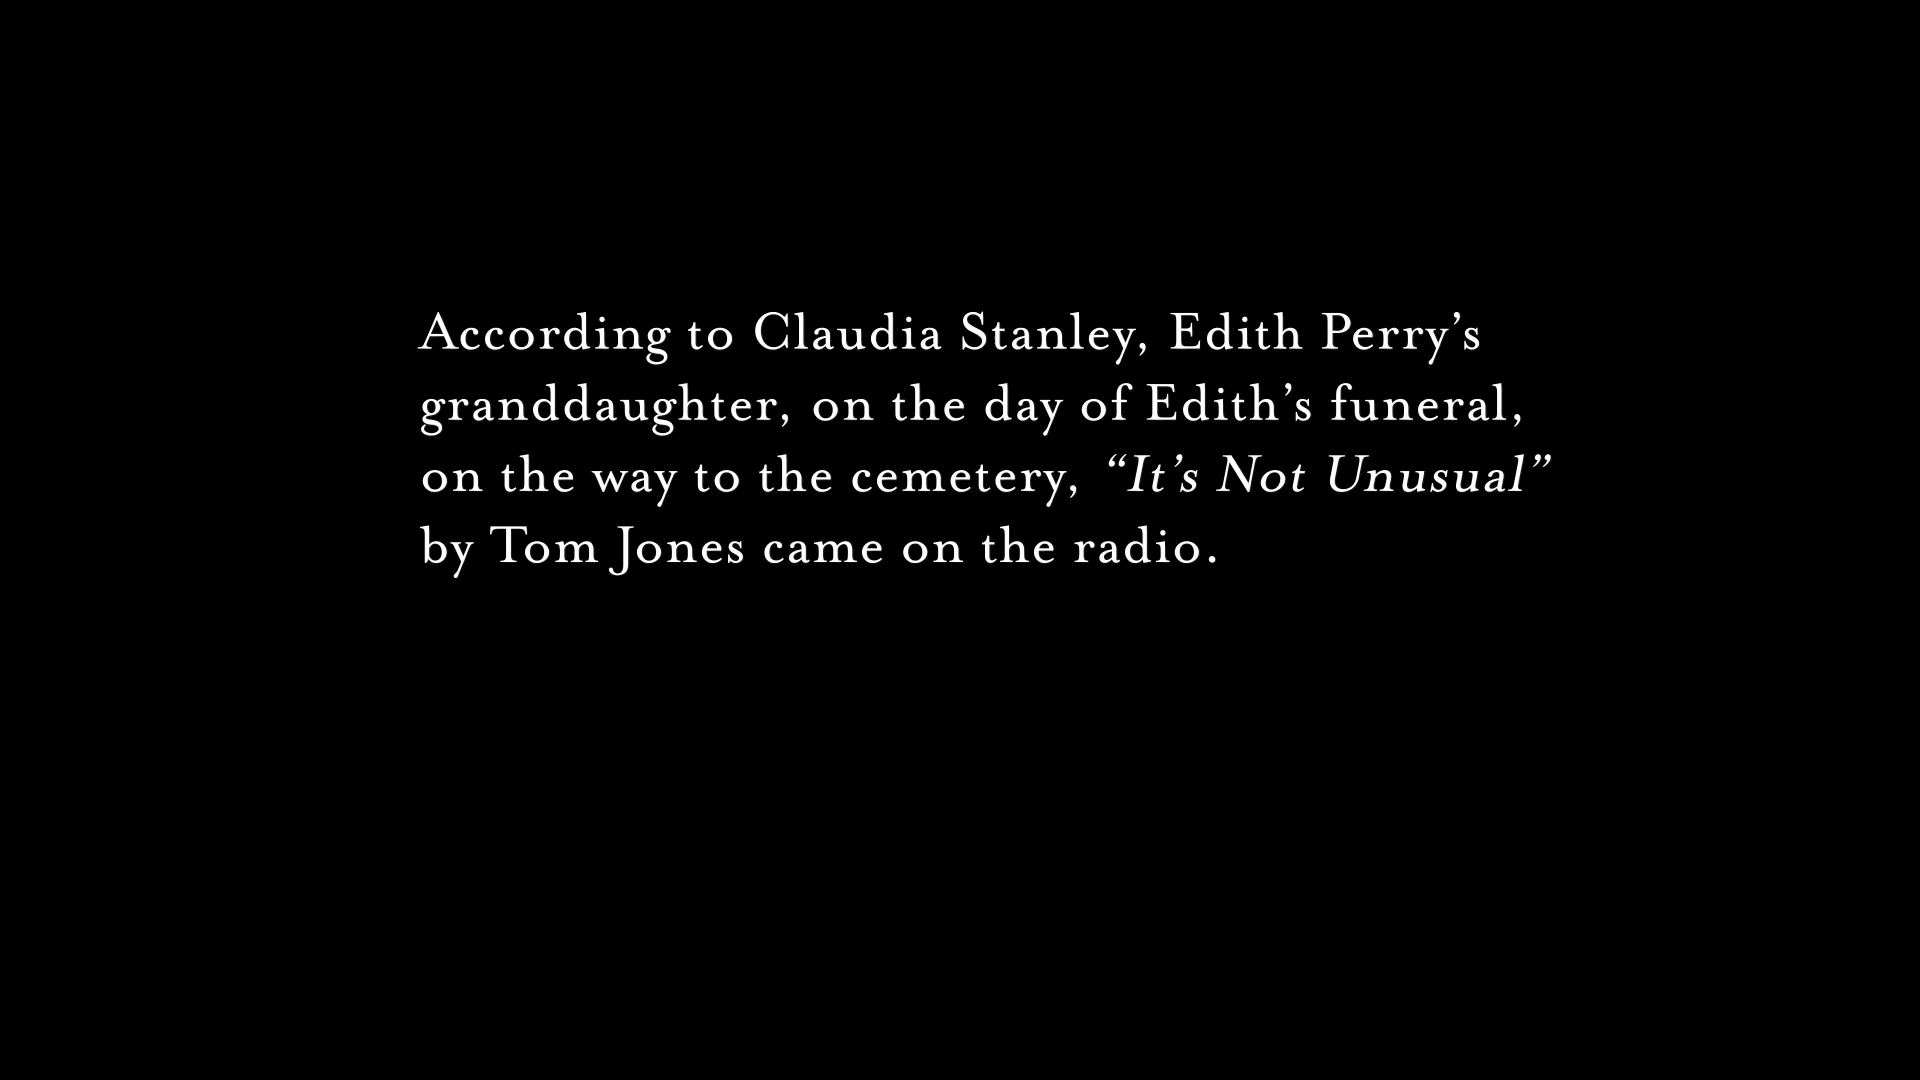 According to Claudia Stanley, Edith Perry’s
granddaughter, on the day of Edith’s funeral,
on the way to the cemetery, “It’s Not Unusual”
by Tom Jones came on the radio.